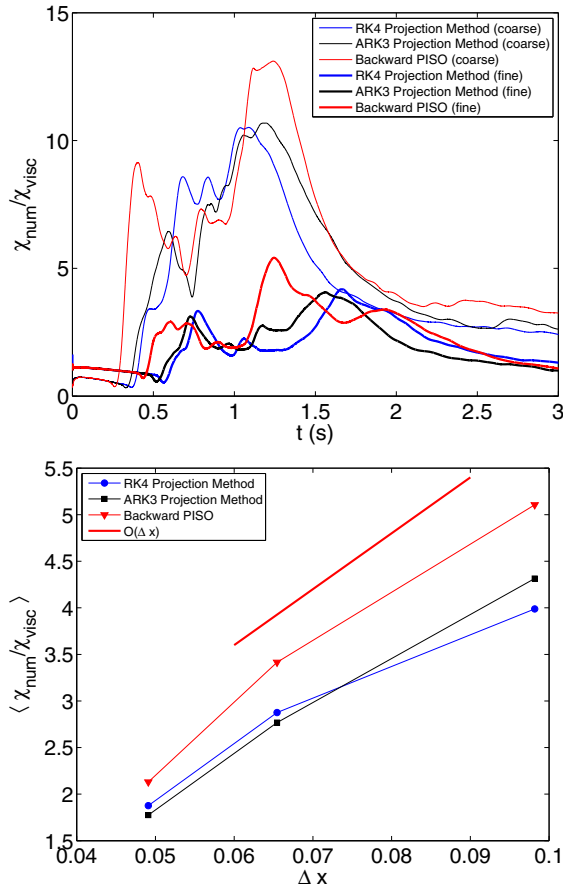 RK4 Projection Method (coarse)
ARK3 Projection Method (coarse)
Backward PISO (coarse)
RK4 Projection Method (fine)
ARK3 Projection Method (fine)
Backward PISO (fine)
15
10
5
0
χnum/χvisc
0 0.5 1 1.5 2 2.5 3
t (s)
RK4 Projection Method
ARK3 Projection Method
Backward PISO
O(Δ x)
5.5
5
4.5
4
3.5
3
2.5
2
1.5
⟨ χnum/χvisc ⟩
0.04 0.05 0.06 0.07 0.08 0.09 0.1
Δ x